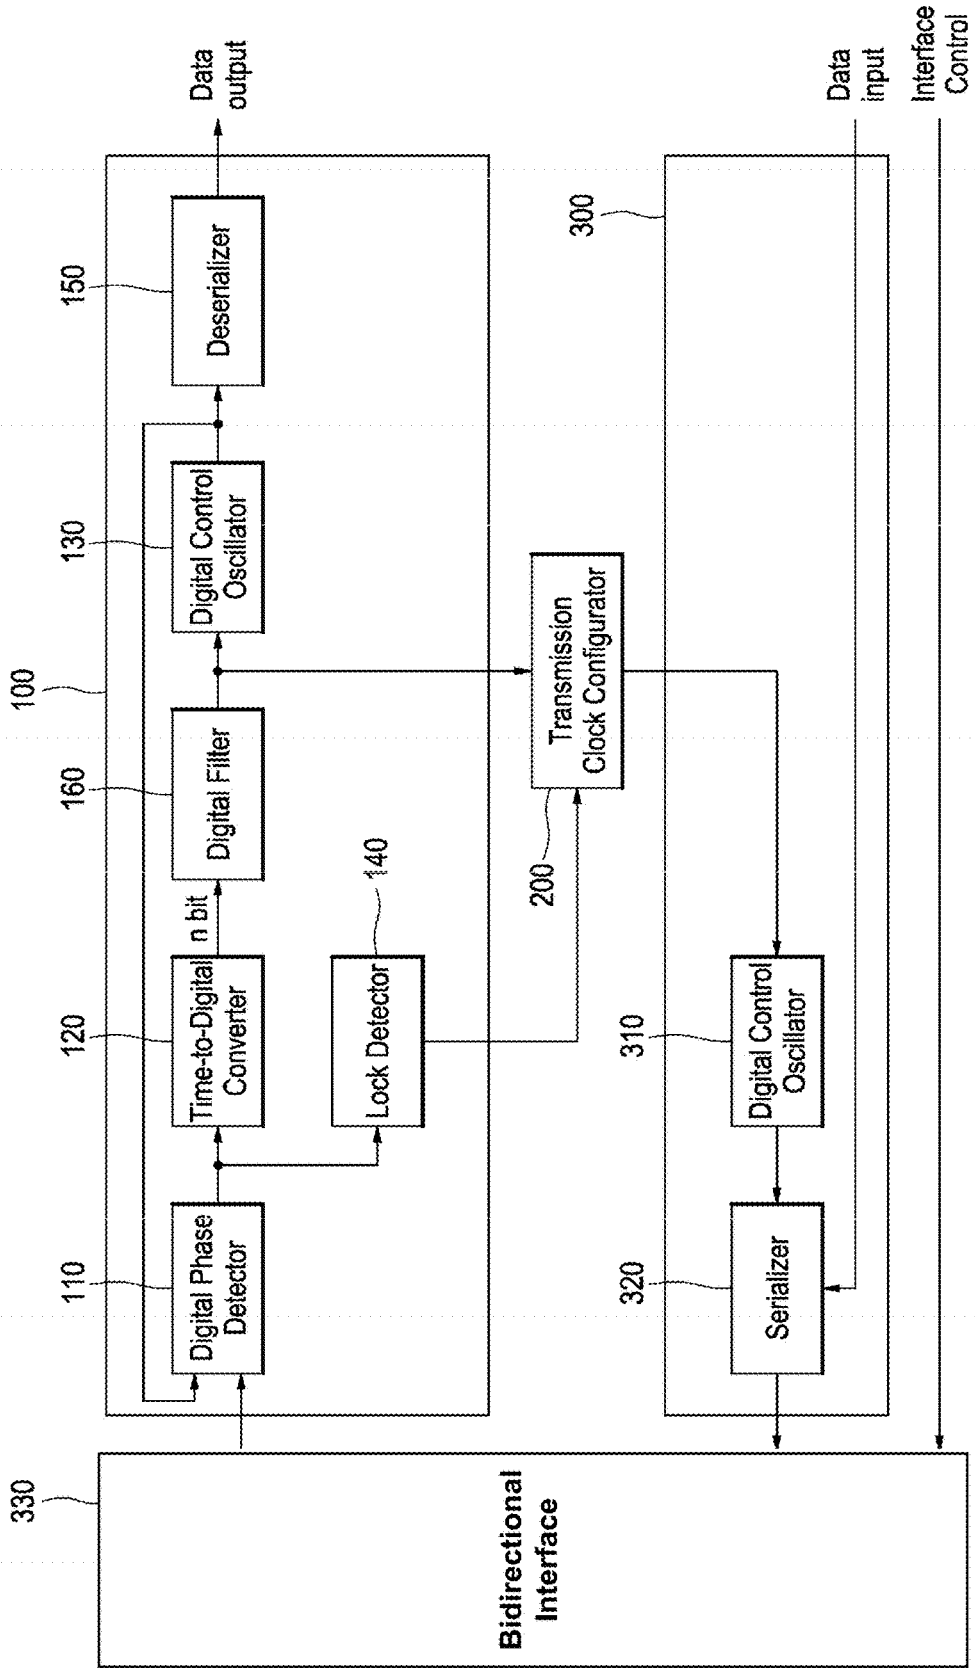 330
Bidirectional
Interface
100
110
Digital Phase
Detector
120
Time-to-Digital
Converter
n bit
160
Digital Filter
130
Digital Control
Oscillator
150
Deserializer
Data
output
140
Lock Detector
200
Transmission
Clock Configurator
300
320
Serializer
310
Digital Control
Oscillator
Data
input
Interface
Control